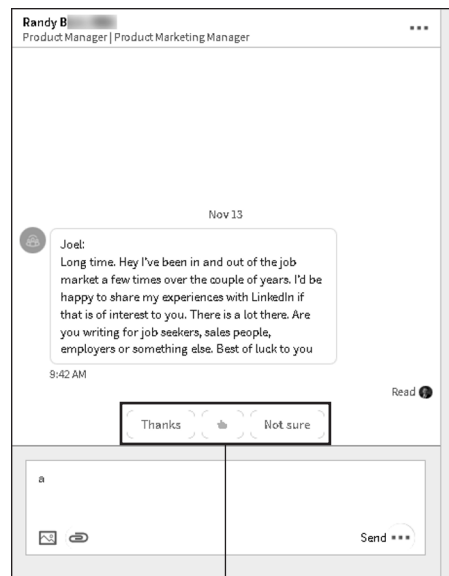 Randy B
Product Manager | Product Marketing Manager
Nov 13
Joel:
Long time. Hey I've been in and out of the job
market a few times over the couple of years. I'd be
happy to share my experiences with LinkedIn if
that is of interest to you. There is a lot there. Are
you writing for job seekers, sales people,
employers or something else. Best of luck to you
9:42 AM
Read
Thanks Not sure
a
Send